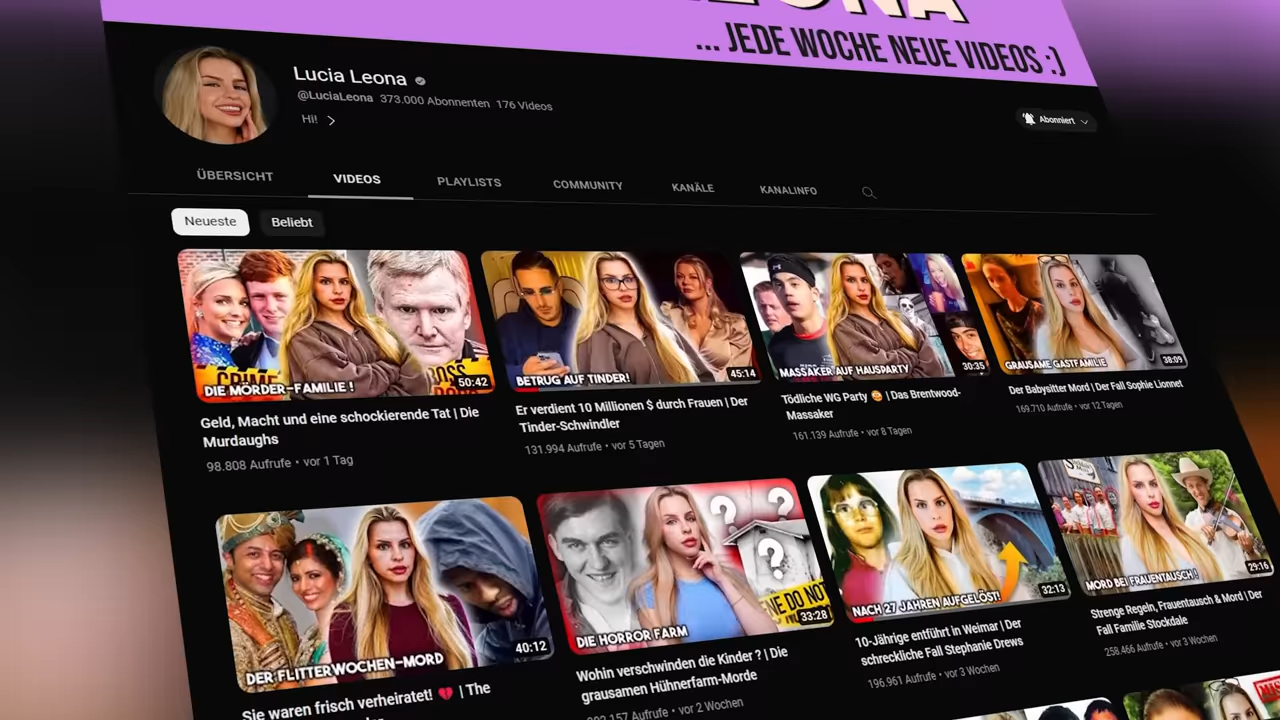 ... JEDE WOCHE NEUE VIDEOS :)
Lucia Leona
@LuciaLeona 373.000 Abonnenten 176 Videos
Hi!
Abonniert
ÜBERSICHT VIDEOS PLAYLISTS COMMUNITY KANÄLE KANALINFO
Neueste Beliebt
DIE MÖRDER-FAMILIE !
50:42
BETRUG AUF TINDER!
45:14
MASSAKER AUF HAUSPARTY
30:35
GRAUSAME GASTFAMILIE
38:09
Geld, Macht und eine schockierende Tat | Die
Murdaughs
98.808 Aufrufe • vor 1 Tag
Er verdient 10 Millionen $ durch Frauen | Der
Tinder-Schwindler
131.994 Aufrufe • vor 5 Tagen
Tödliche WG Party 😳 | Das Brentwood-
Massaker
161.139 Aufrufe • vor 8 Tagen
Der Babysitter Mord | Der Fall Sophie Lionnet
169.710 Aufrufe • vor 12 Tagen
DER FLITTERWOCHEN-MORD
40:12
DIE HORROR FARM
NE DO NO
33:28
NACH 27 JAHREN AUFGELÖST!
32:13
MORD BEI FRAUENTAUSCH !
29:16
Sie waren frisch verheiratet! 💔 | The
Wohin verschwinden die Kinder ? | Die
grausamen Hühnerfarm-Morde
Aufrufe • vor 2 Wochen
10-Jährige entführt in Weimar | Der
schreckliche Fall Stephanie Drews
196.961 Aufrufe • vor 3 Wochen
Strenge Regeln, Frauentausch & Mord | Der
Fall Familie Stockdale
258.466 Aufrufe • vor 3 Wochen